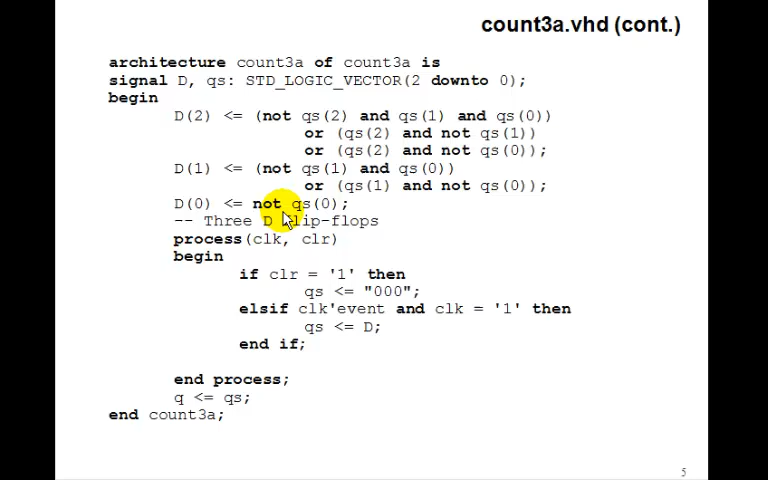 count3a.vhd (cont.)
architecture count3a of count3a is
signal D, qs: STD_LOGIC_VECTOR(2 downto 0);
begin
D(2) <= (not qs(2) and qs(1) and qs(0))
or (qs(2) and not qs(1))
or (qs(2) and not qs(0));
D(1) <= (not qs(1) and qs(0))
or (qs(1) and not qs(0));
D(0) <= not qs(0);
-- Three D flip-flops
process(clk, clr)
begin
if clr = '1' then
qs <= "000";
elsif clk'event and clk = '1' then
qs <= D;
end if;
end process;
q <= qs;
end count3a;
5